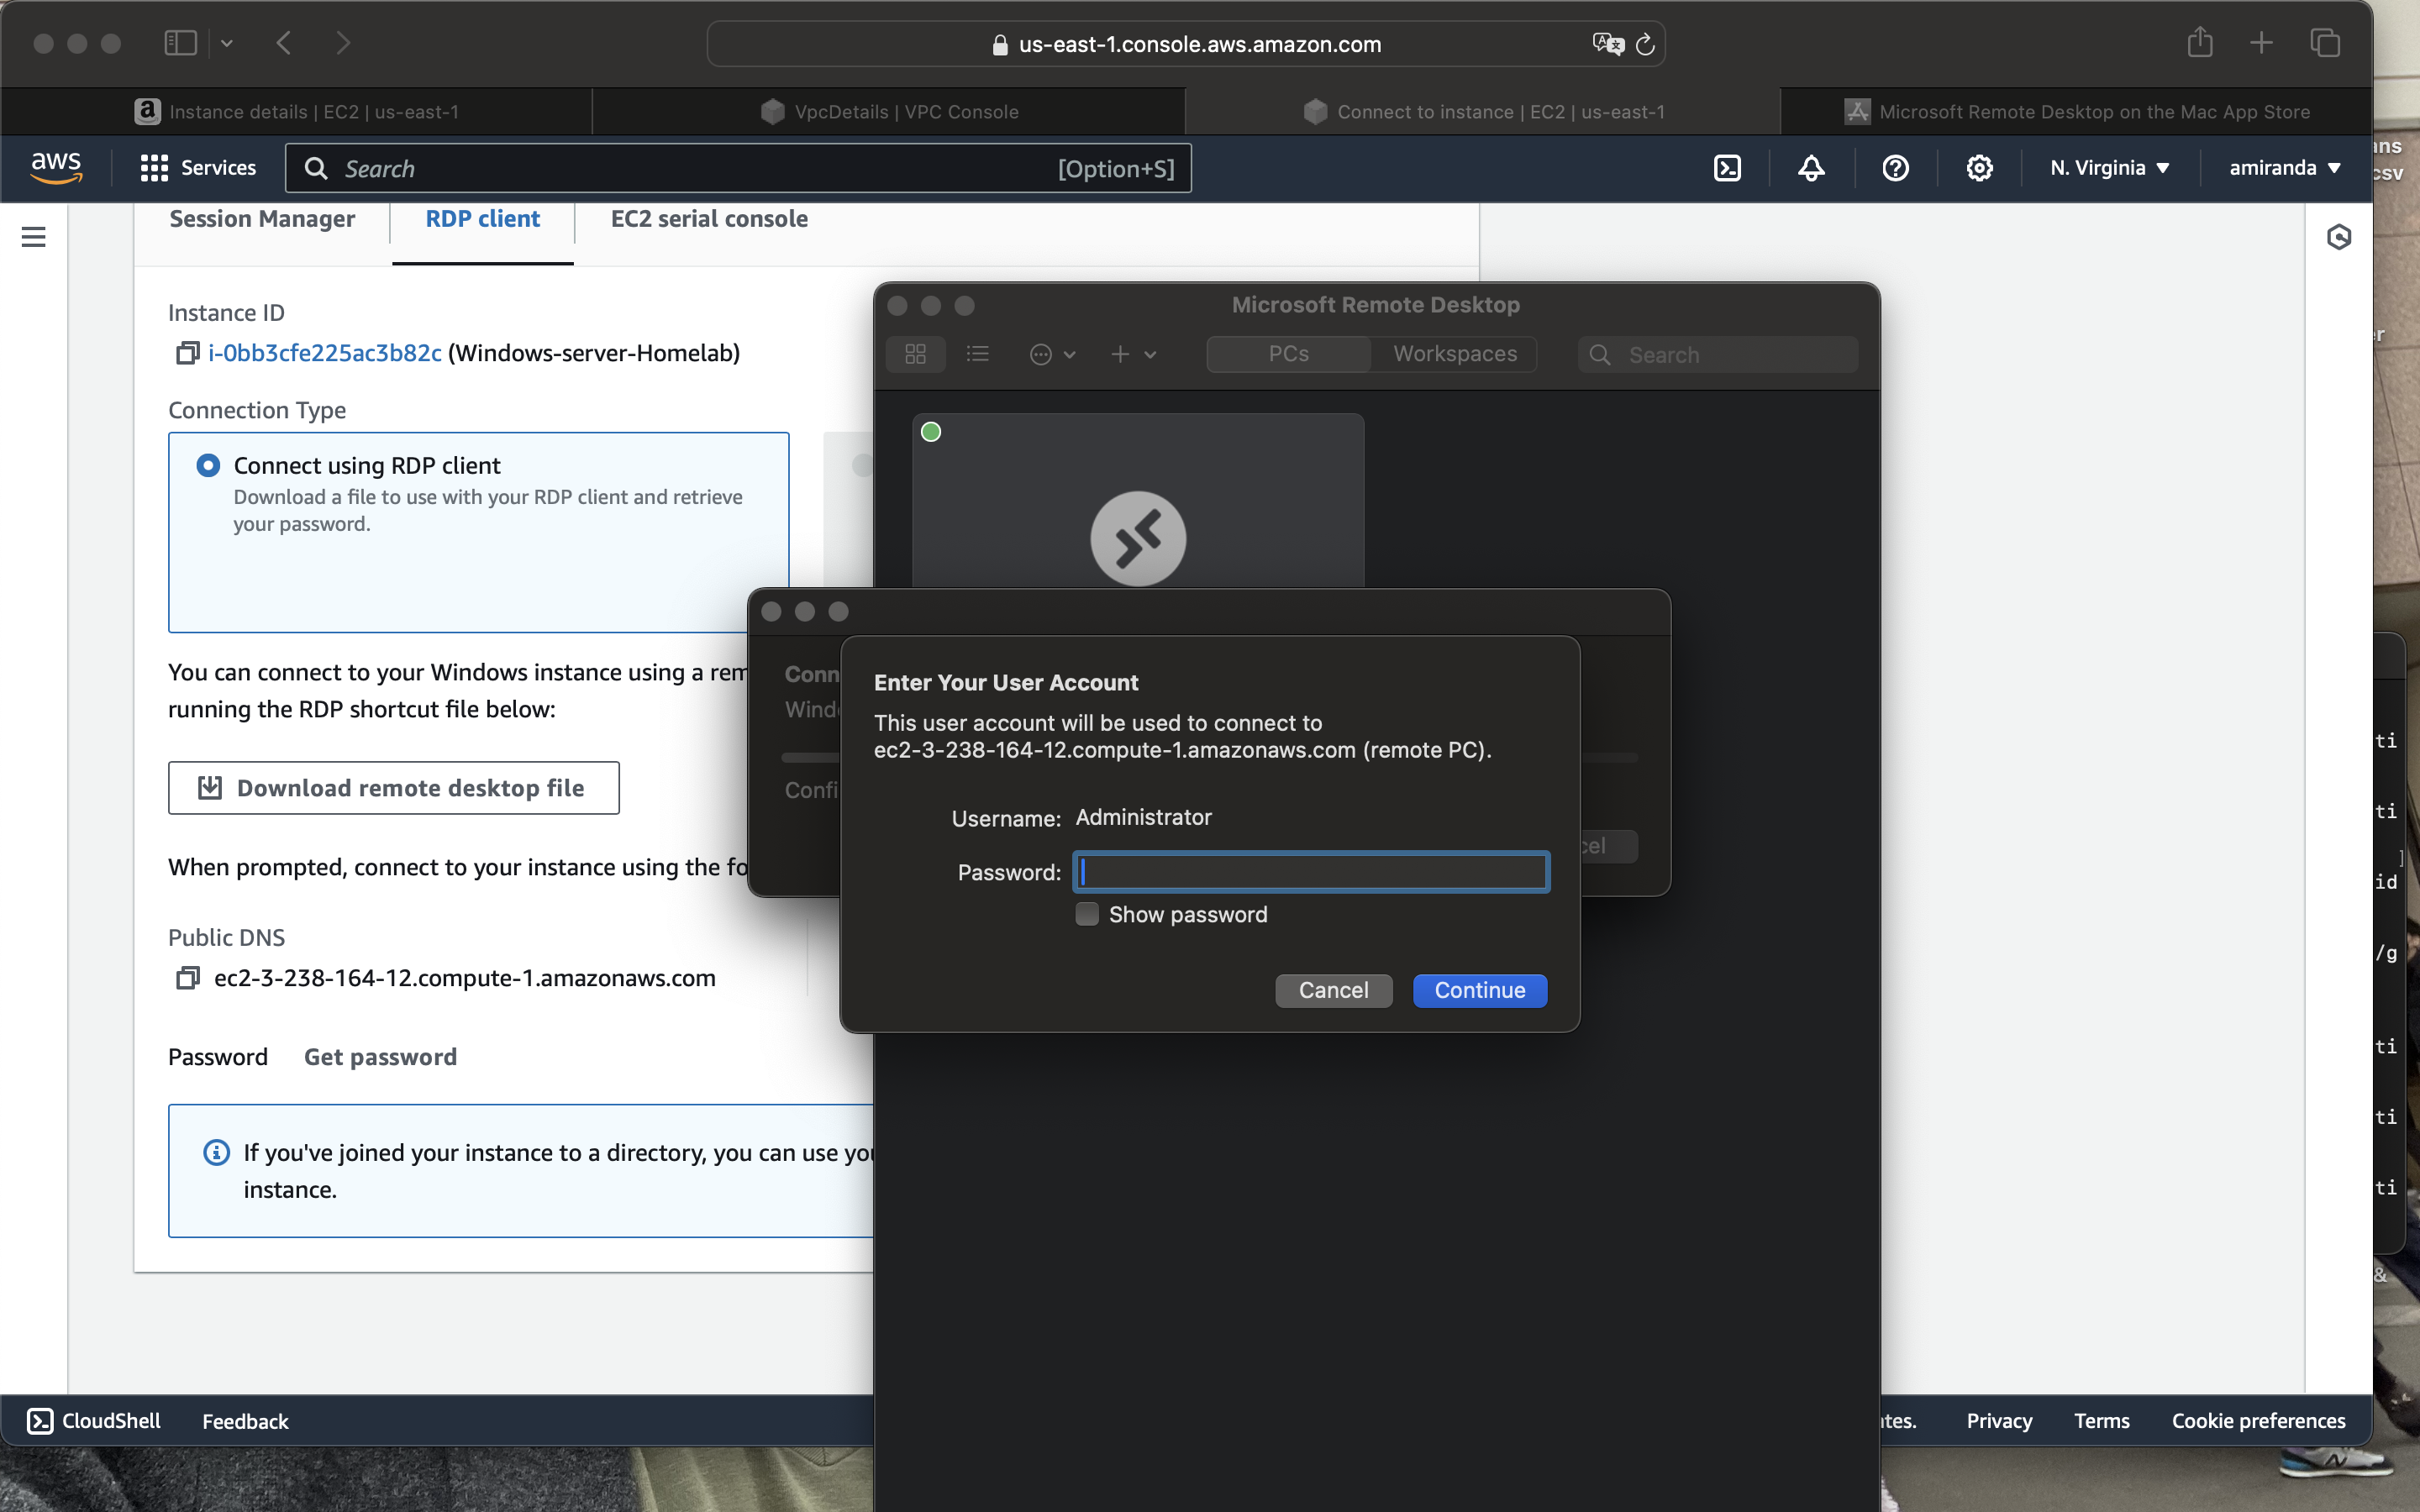 us-east-1.console.aws.amazon.com
Instance details | EC2 | us-east-1
VpcDetails | VPC Console
Connect to instance | EC2 | us-east-1
Microsoft Remote Desktop on the Mac App Store
aws
Services
Search
[Option+S]
N. Virginia
amiranda
csv
Session Manager
RDP client
EC2 serial console
Instance ID
i-0bb3cfe225ac3b82c (Windows-server-Homelab)
Connection Type
Connect using RDP client
Download a file to use with your RDP client and retrieve
your password.
You can connect to your Windows instance using a rem
running the RDP shortcut file below:
Download remote desktop file
When prompted, connect to your instance using the fo
Public DNS
ec2-3-238-164-12.compute-1.amazonaws.com
Password
Get password
If you've joined your instance to a directory, you can use you
instance.
Microsoft Remote Desktop
PCs
Workspaces
Search
Conn
Wind
Confi
cel
Enter Your User Account
This user account will be used to connect to
ec2-3-238-164-12.compute-1.amazonaws.com (remote PC).
Username: Administrator
Password:
Show password
Cancel
Continue
ti
ti
]
id
/g
ti
ti
ti
&
CloudShell
Feedback
tes.
Privacy
Terms
Cookie preferences